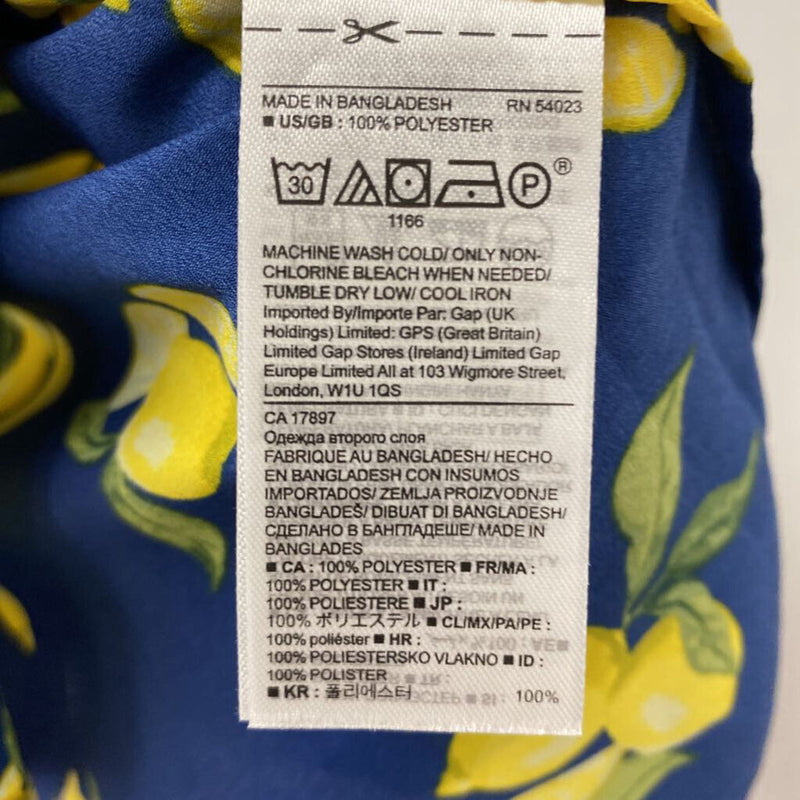 MADE IN BANGLADESH RN 54023
■ US/GB : 100% POLYESTER
30 P ®
1166
MACHINE WASH COLD/ ONLY NON-
CHLORINE BLEACH WHEN NEEDED/
TUMBLE DRY LOW/ COOL IRON
Imported By/Importe Par: Gap (UK
Holdings) Limited: GPS (Great Britain)
Limited Gap Stores (Ireland) Limited Gap
Europe Limited All at 103 Wigmore Street,
London, W1U 1QS
CA 17897
Одежда второго слоя
FABRIQUE AU BANGLADESH/ HECHO
EN BANGLADESH CON INSUMOS
IMPORTADOS/ ZEMLJA PROIZVODNJE
BANGLADEŠ/ DIBUAT DI BANGLADESH/
СДЕЛАНО В БАНГЛАДЕШЕ/ MADE IN
BANGLADES
■ CA : 100% POLYESTER ■ FR/MA :
100% POLYESTER ■ IT :
100% POLIESTERE ■ JP :
100% ポリエステル ■ CL/MX/PA/PE :
100% poliéster ■ HR :
100% POLIESTERSKO VLAKNO ■ ID :
100% POLISTER
■ KR : 폴리에스터 100%